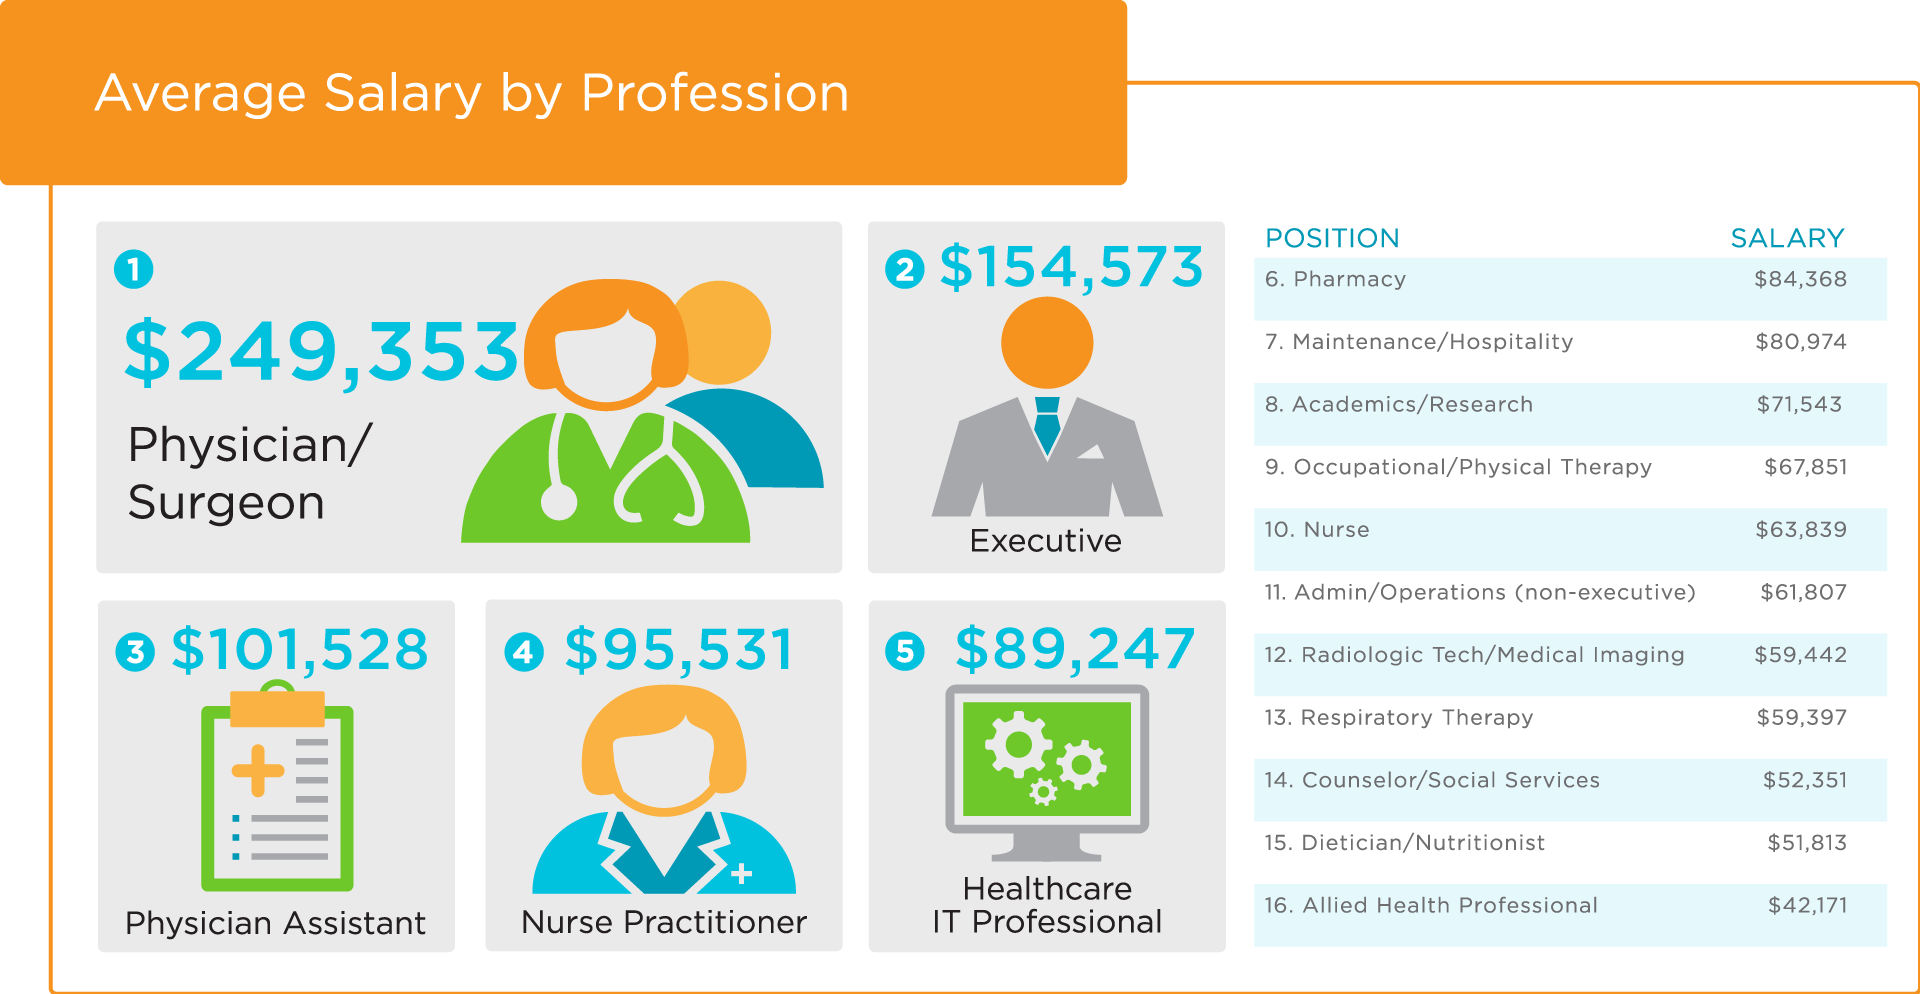 Average Salary by Profession
1
$249,353
Physician/
Surgeon
2 $154,573
Executive
3 $101,528
Physician Assistant
4 $95,531
Nurse Practitioner
5 $89,247
Healthcare
IT Professional
POSITION SALARY
6. Pharmacy $84,368
7. Maintenance/Hospitality $80,974
8. Academics/Research $71,543
9. Occupational/Physical Therapy $67,851
10. Nurse $63,839
11. Admin/Operations (non-executive) $61,807
12. Radiologic Tech/Medical Imaging $59,442
13. Respiratory Therapy $59,397
14. Counselor/Social Services $52,351
15. Dietician/Nutritionist $51,813
16. Allied Health Professional $42,171